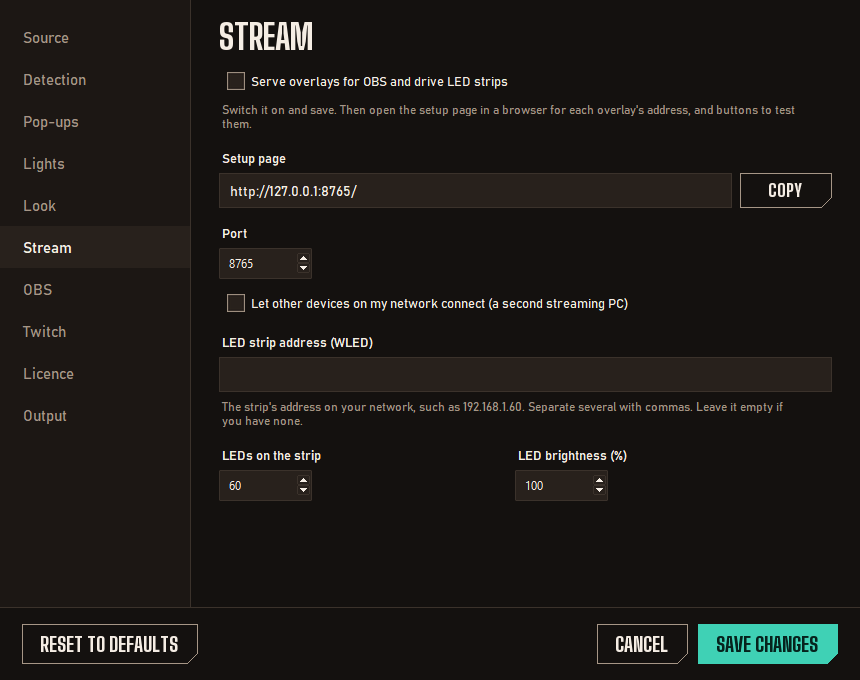 Source
Detection
Pop-ups
Lights
Look
Stream
OBS
Twitch
Licence
Output
STREAM
Serve overlays for OBS and drive LED strips
Switch it on and save. Then open the setup page in a browser for each overlay's address, and buttons to test
them.
Setup page
http://127.0.0.1:8765/
COPY
Port
8765
Let other devices on my network connect (a second streaming PC)
LED strip address (WLED)
The strip's address on your network, such as 192.168.1.60. Separate several with commas. Leave it empty if
you have none.
LEDs on the strip
LED brightness (%)
60
100
RESET TO DEFAULTS
CANCEL
SAVE CHANGES